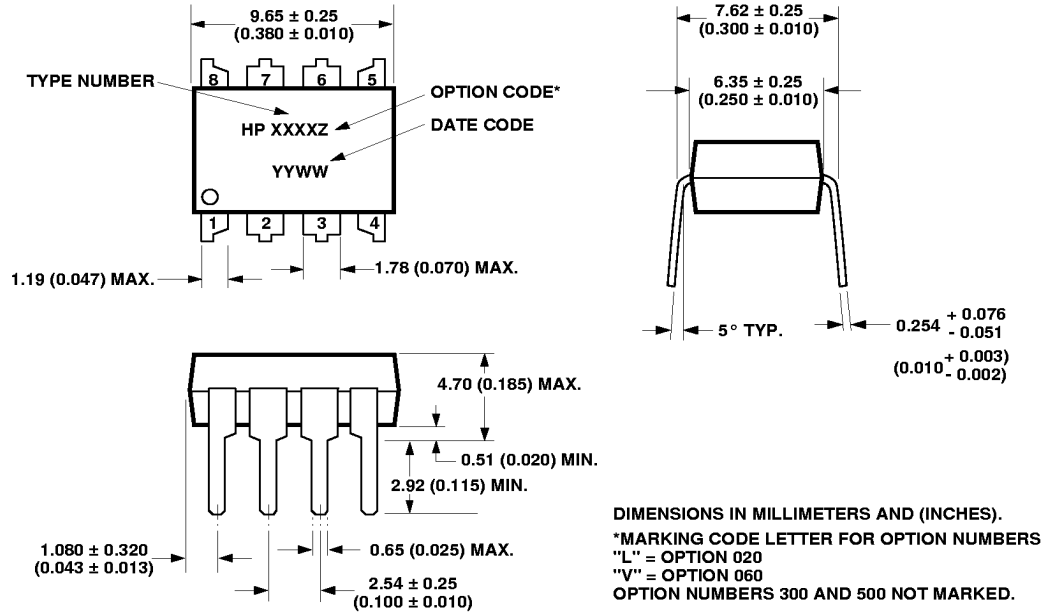 9.65 ± 0.25
(0.380 ± 0.010)
8
7
6
5
TYPE NUMBER
OPTION CODE*
HP XXXXZ
DATE CODE
YYWW
1
2
3
4
1.19 (0.047) MAX.
1.78 (0.070) MAX.
7.62 ± 0.25
(0.300 ± 0.010)
6.35 ± 0.25
(0.250 ± 0.010)
5° TYP.
0.254 + 0.076
- 0.051
(0.010 + 0.003)
- 0.002)
4.70 (0.185) MAX.
0.51 (0.020) MIN.
2.92 (0.115) MIN.
1.080 ± 0.320
(0.043 ± 0.013)
0.65 (0.025) MAX.
2.54 ± 0.25
(0.100 ± 0.010)
DIMENSIONS IN MILLIMETERS AND (INCHES).
*MARKING CODE LETTER FOR OPTION NUMBERS
"L" = OPTION 020
"V" = OPTION 060
OPTION NUMBERS 300 AND 500 NOT MARKED.